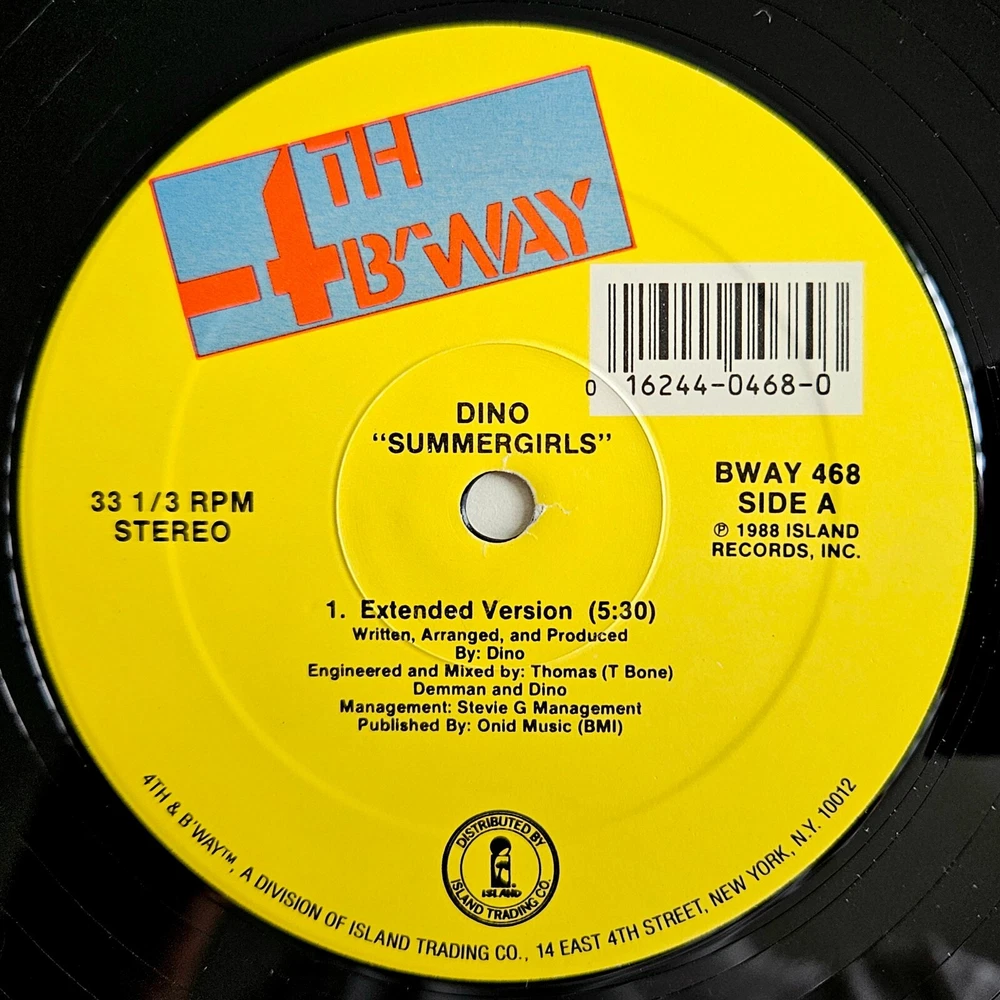 4TH
B'WAY
0 16244-0468-0
DINO
“SUMMERGIRLS”
33 1/3 RPM
STEREO
BWAY 468
SIDE A
℗ 1988 ISLAND
RECORDS, INC.
1. Extended Version (5:30)
Written, Arranged, and Produced
By: Dino
Engineered and Mixed by: Thomas (T Bone)
Demman and Dino
Management: Stevie G Management
Published By: Onid Music (BMI)
DISTRIBUTED BY
ISLAND
ISLAND TRADING CO.
4TH & B'WAY™, A DIVISION OF ISLAND TRADING CO., 14 EAST 4TH STREET, NEW YORK, N.Y. 10012